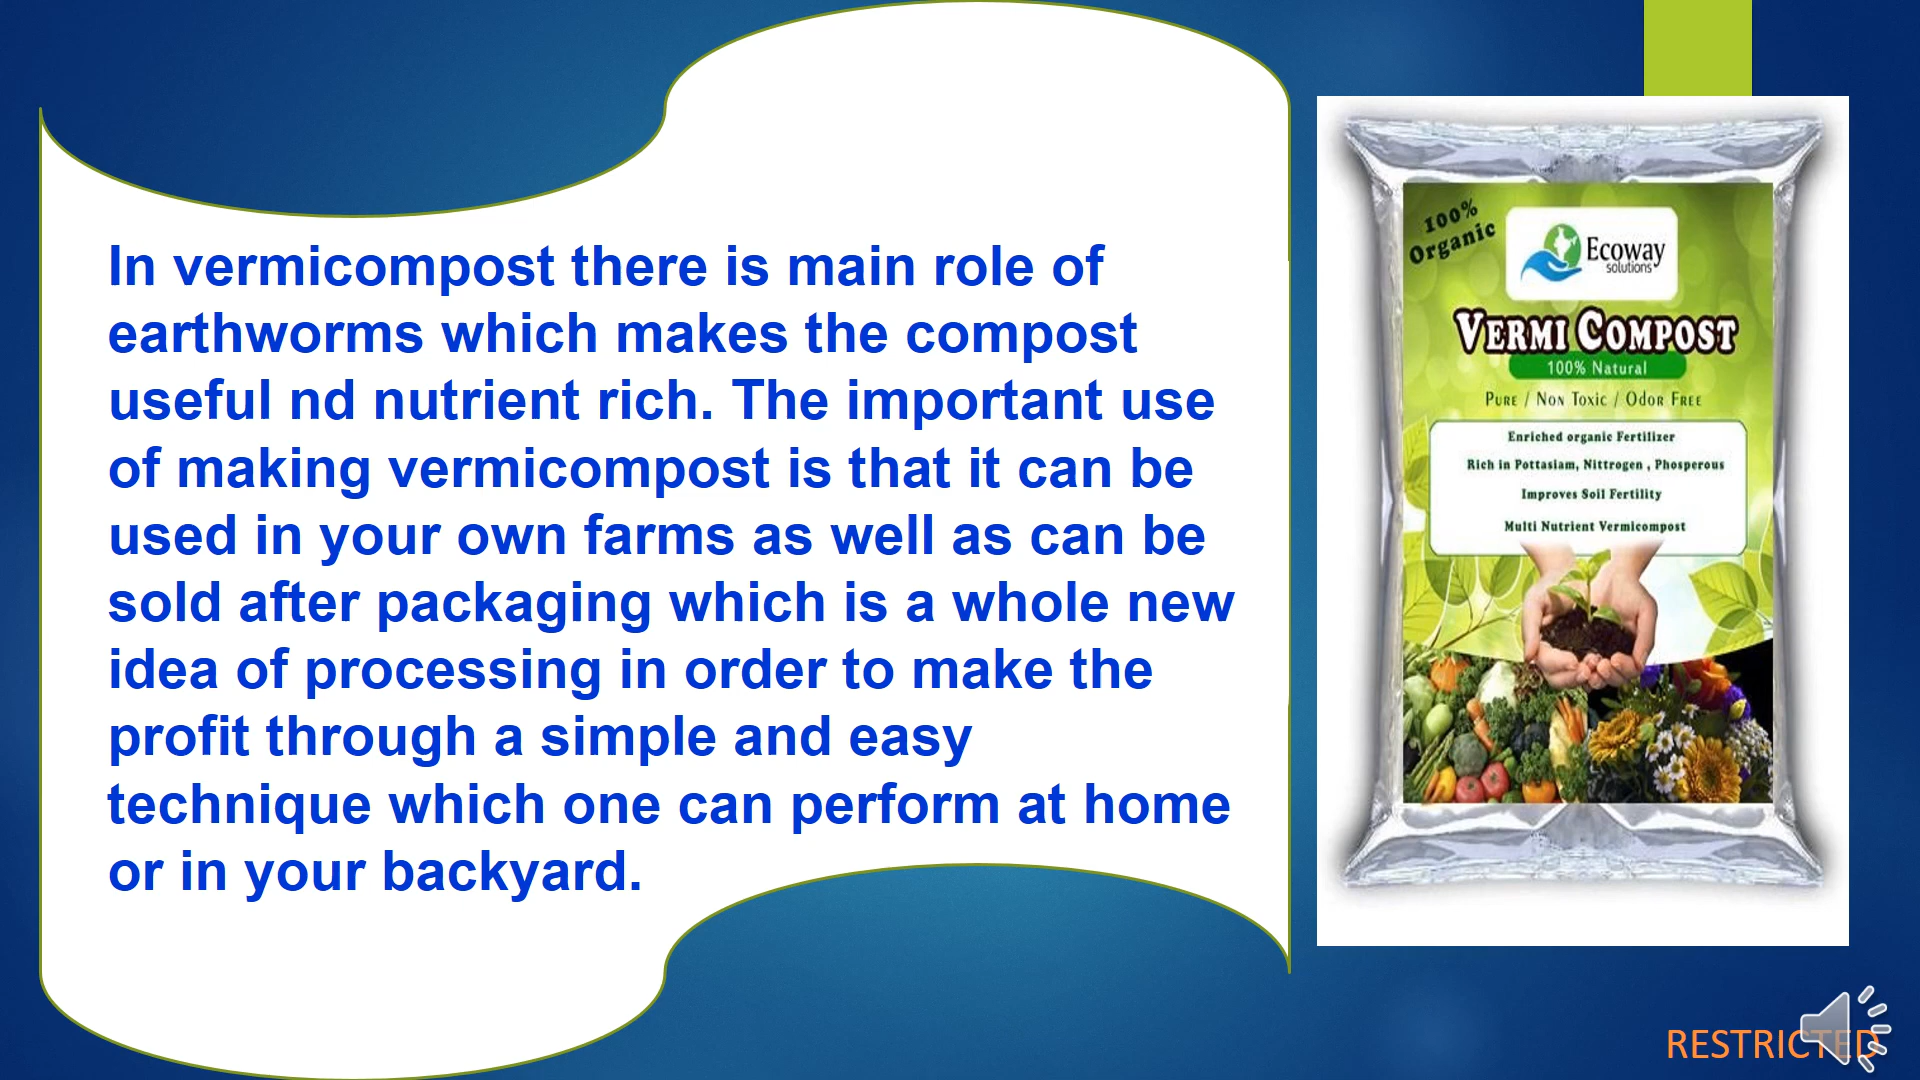 In vermicompost there is main role of
earthworms which makes the compost
useful nd nutrient rich. The important use
of making vermicompost is that it can be
used in your own farms as well as can be
sold after packaging which is a whole new
idea of processing in order to make the
profit through a simple and easy
technique which one can perform at home
or in your backyard.
100%
Organic
Ecoway
solutions
VERMI COMPOST
100% Natural
PURE / NON TOXIC / ODOR FREE
Enriched organic Fertilizer
Rich in Pottasiam, Nittrogen , Phosperous
Improves Soil Fertility
Multi Nutrient Vermicompost
RESTRICTED